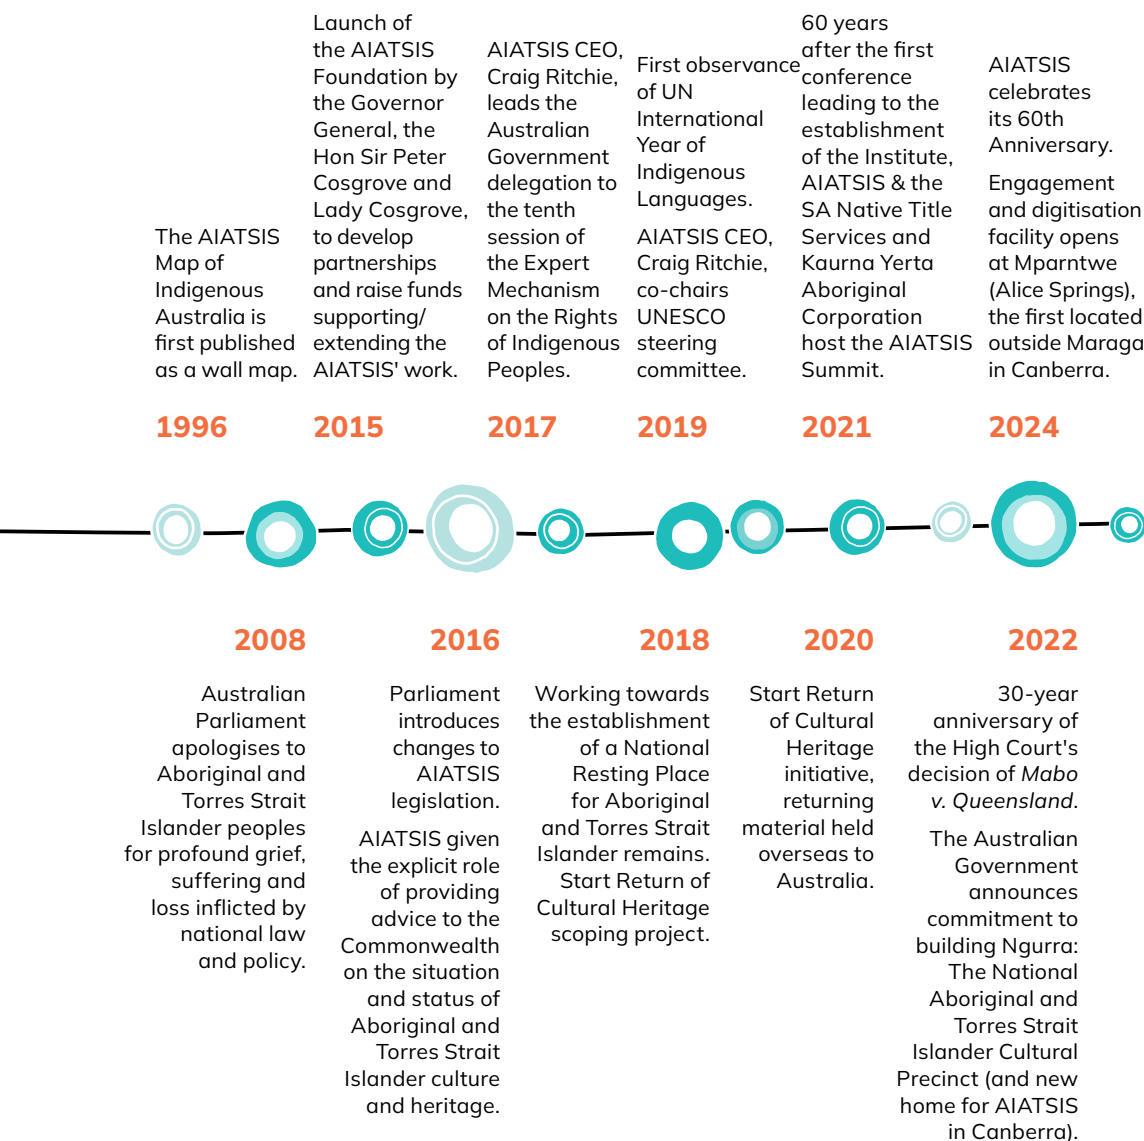 The AIATSIS
Map of
Indigenous
Australia is
first published
as a wall map.
1996
Launch of
the AIATSIS
Foundation by
the Governor
General, the
Hon Sir Peter
Cosgrove and
Lady Cosgrove,
to develop
partnerships
and raise funds
supporting/
extending the
AIATSIS' work.
2015
AIATSIS CEO,
Craig Ritchie,
leads the
Australian
Government
delegation to
the tenth
session of
the Expert
Mechanism
on the Rights
of Indigenous
Peoples.
2017
First observance
of UN
International
Year of
Indigenous
Languages.
AIATSIS CEO,
Craig Ritchie,
co-chairs
UNESCO
steering
committee.
2019
60 years
after the first
conference
leading to the
establishment
of the Institute,
AIATSIS & the
SA Native Title
Services and
Kaurna Yerta
Aboriginal
Corporation
host the AIATSIS
Summit.
2021
AIATSIS
celebrates
its 60th
Anniversary.
Engagement
and digitisation
facility opens
at Mparntwe
(Alice Springs),
the first located
outside Maraga
in Canberra.
2024
2008
Australian
Parliament
apologises to
Aboriginal and
Torres Strait
Islander peoples
for profound grief,
suffering and
loss inflicted by
national law
and policy.
2016
Parliament
introduces
changes to
AIATSIS
legislation.
AIATSIS given
the explicit role
of providing
advice to the
Commonwealth
on the situation
and status of
Aboriginal and
Torres Strait
Islander culture
and heritage.
2018
Working towards
the establishment
of a National
Resting Place
for Aboriginal
and Torres Strait
Islander remains.
Start Return of
Cultural Heritage
scoping project.
2020
Start Return
of Cultural
Heritage
initiative,
returning
material held
overseas to
Australia.
2022
30-year
anniversary of
the High Court's
decision of Mabo
v. Queensland.
The Australian
Government
announces
commitment to
building Ngurra:
The National
Aboriginal and
Torres Strait
Islander Cultural
Precinct (and new
home for AIATSIS
in Canberra).